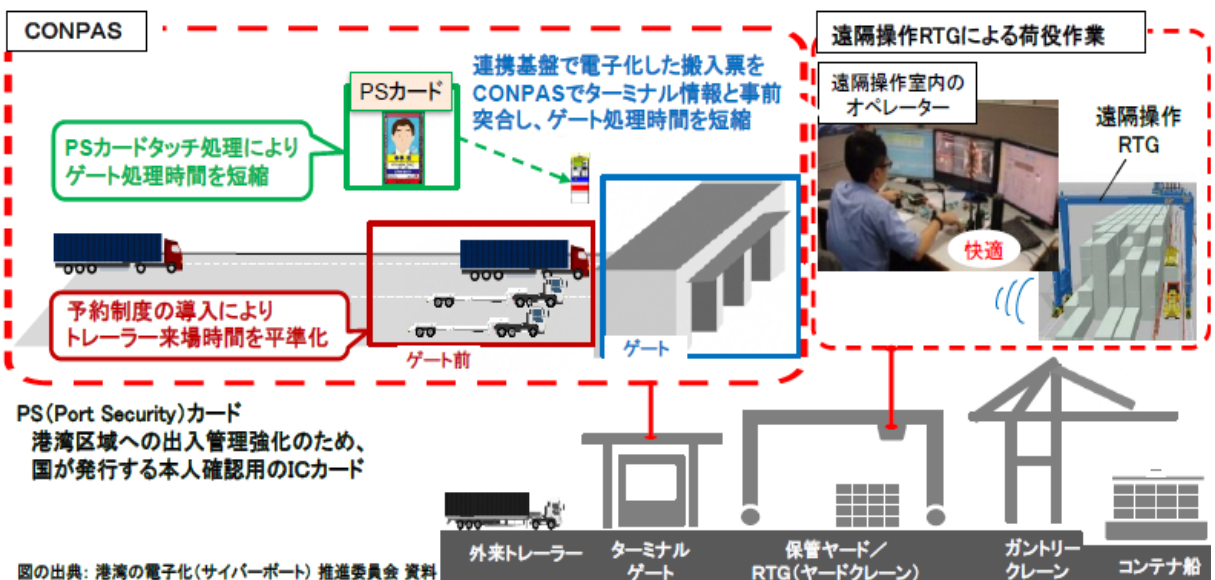 CONPAS
PSカード
連携基盤で電子化した搬入票を
CONPASでターミナル情報と事前
突合し、ゲート処理時間を短縮
PSカードタッチ処理により
ゲート処理時間を短縮
予約制度の導入により
トレーラー来場時間を平準化
ゲート前
ゲート
遠隔操作RTGによる荷役作業
遠隔操作室内の
オペレーター
遠隔操作
RTG
快適
PS(Port Security)カード
港湾区域への出入管理強化のため、
国が発行する本人確認用のICカード
外来トレーラー
ターミナル
ゲート
保管ヤード/
RTG(ヤードクレーン)
ガントリー
クレーン
コンテナ船
図の出典: 港湾の電子化(サイバーポート) 推進委員会 資料